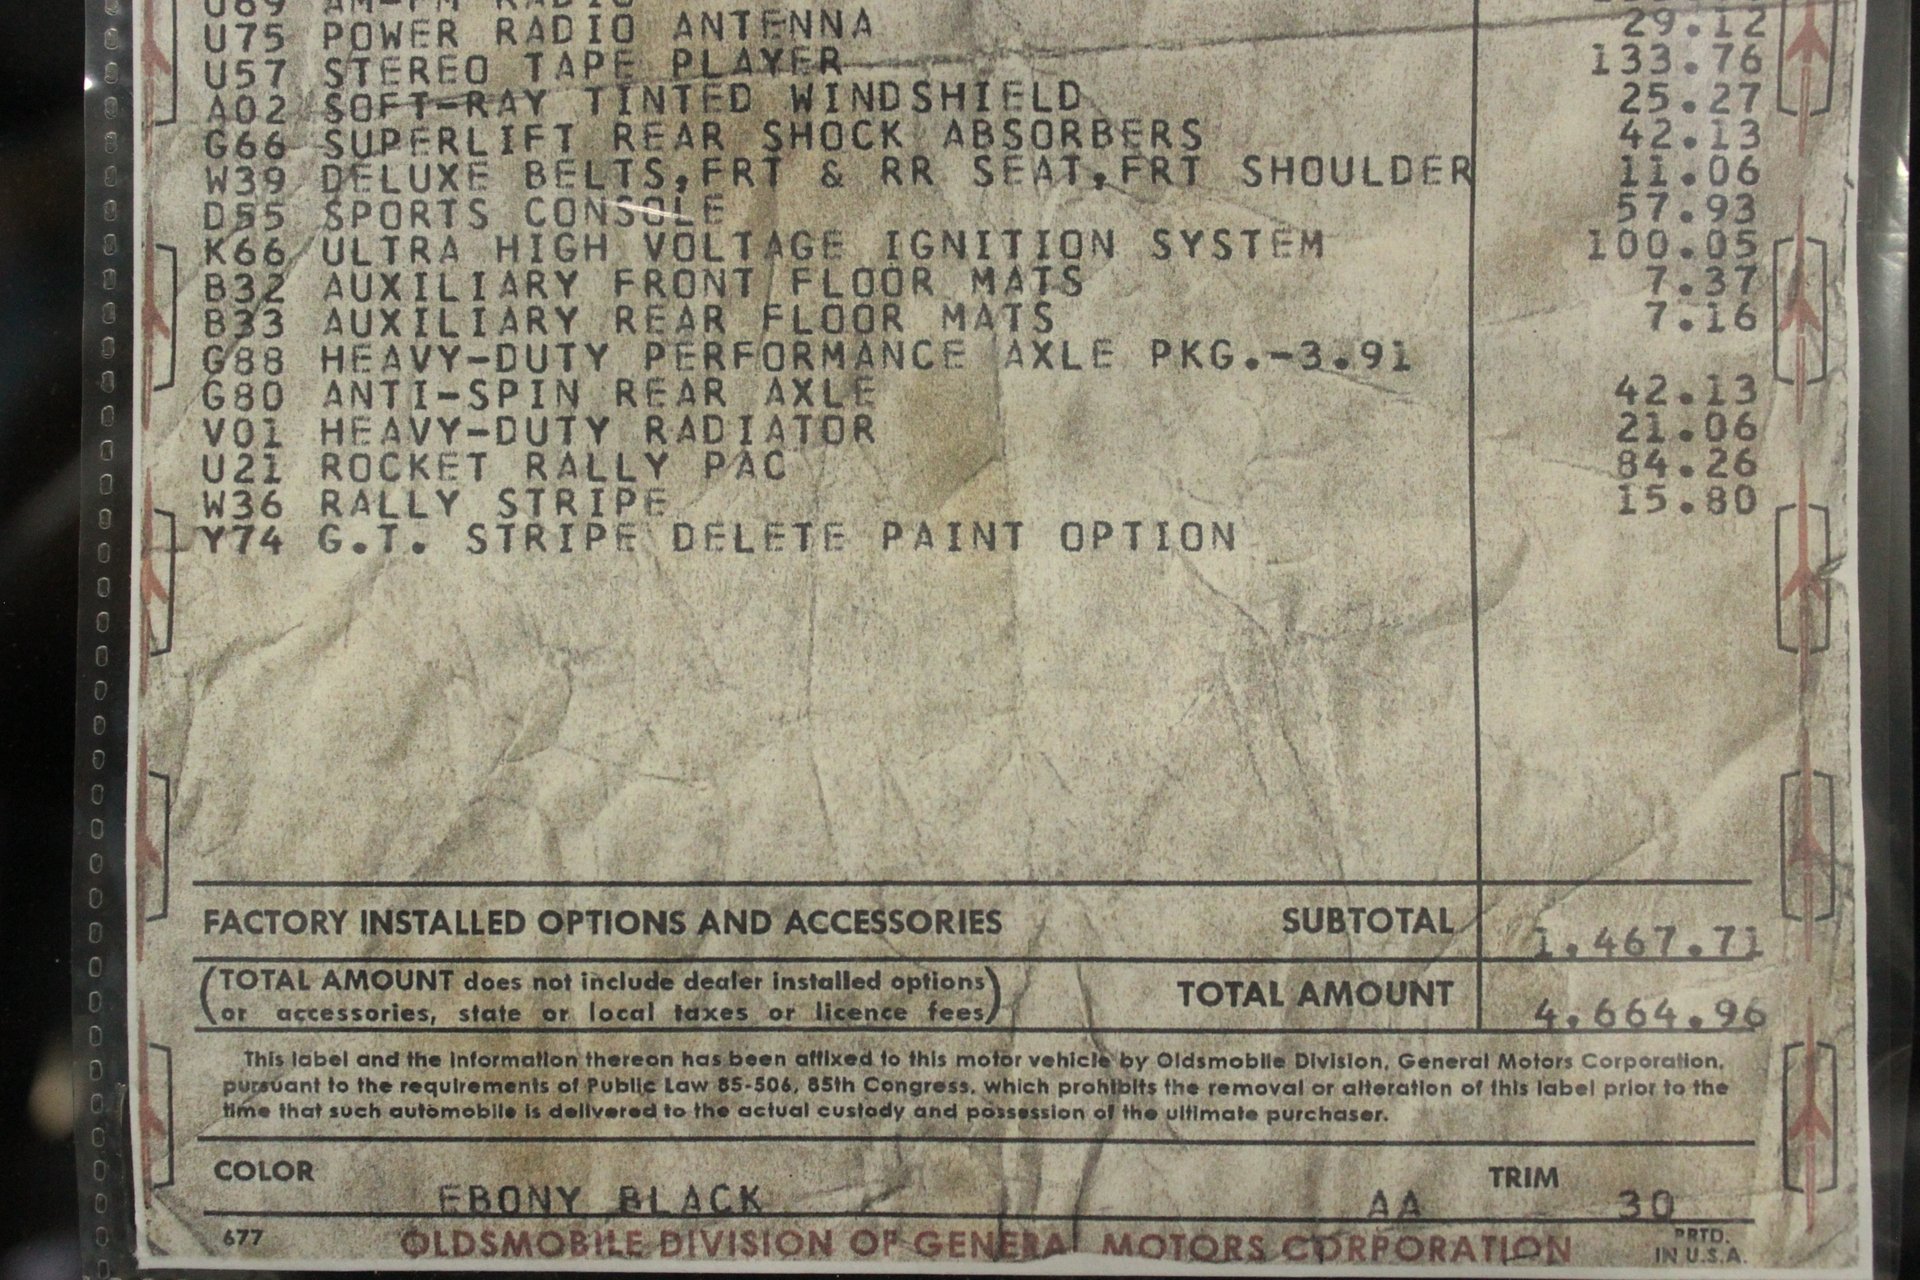 U69 AM-FM RADIO
U75 POWER RADIO ANTENNA 29.12
U57 STEREO TAPE PLAYER 133.76
A02 SOFT-RAY TINTED WINDSHIELD 25.27
G66 SUPERLIFT REAR SHOCK ABSORBERS 42.13
W39 DELUXE BELTS,FRT & RR SEAT,FRT SHOULDER 11.06
D55 SPORTS CONSOLE 57.93
K66 ULTRA HIGH VOLTAGE IGNITION SYSTEM 100.05
B32 AUXILIARY FRONT FLOOR MATS 7.37
B33 AUXILIARY REAR FLOOR MATS 7.16
G88 HEAVY-DUTY PERFORMANCE AXLE PKG.-3.91
G80 ANTI-SPIN REAR AXLE 42.13
V01 HEAVY-DUTY RADIATOR 21.06
U21 ROCKET RALLY PAC 84.26
W36 RALLY STRIPE 15.80
Y74 G.T. STRIPE DELETE PAINT OPTION
FACTORY INSTALLED OPTIONS AND ACCESSORIES SUBTOTAL 1.467.71
(TOTAL AMOUNT does not include dealer installed options
or accessories, state or local taxes or licence fees) TOTAL AMOUNT 4.664.96
This label and the information thereon has been affixed to this motor vehicle by Oldsmobile Division, General Motors Corporation,
pursuant to the requirements of Public Law 85-506, 85th Congress, which prohibits the removal or alteration of this label prior to the
time that such automobile is delivered to the actual custody and possession of the ultimate purchaser.
COLOR TRIM
EBONY BLACK AA 30
677 OLDSMOBILE DIVISION OF GENERAL MOTORS CORPORATION PRTD.
IN U.S.A.